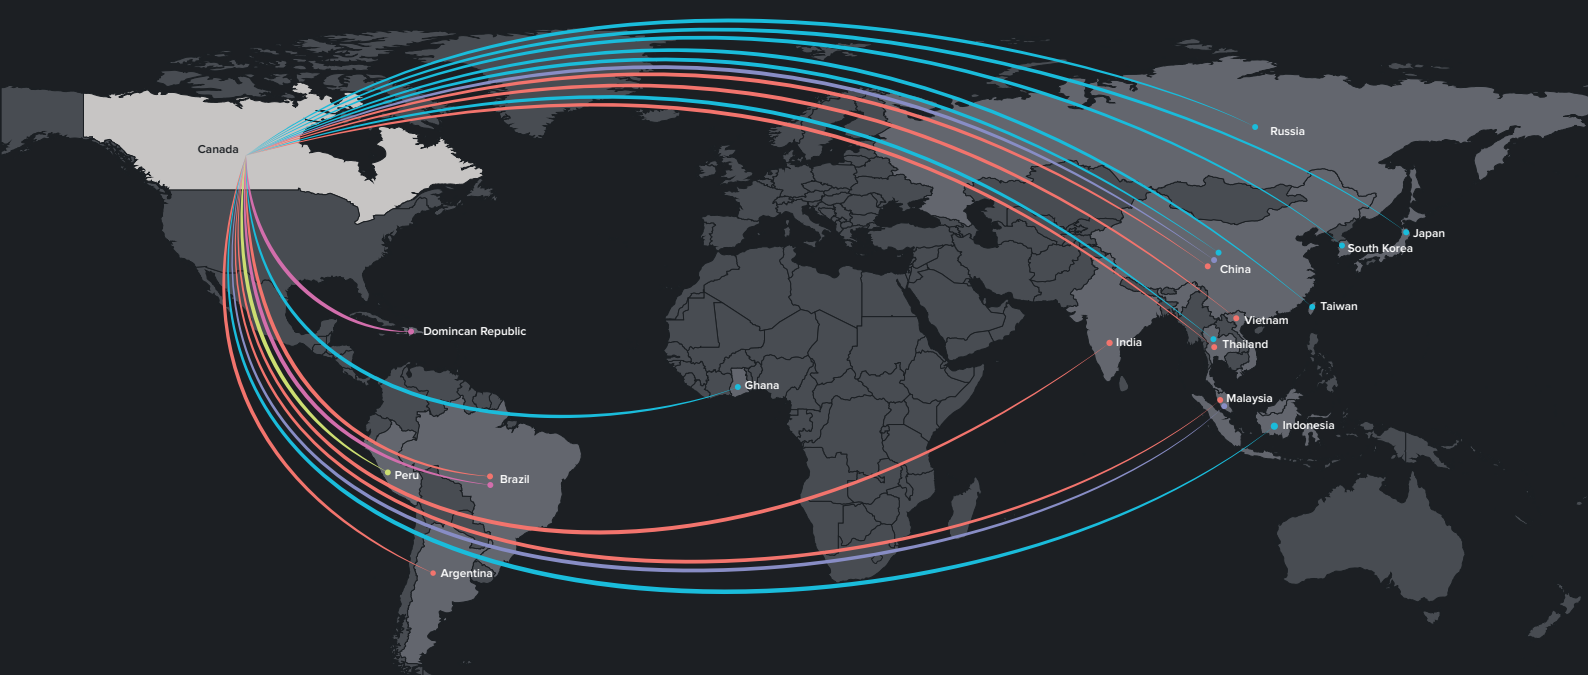 Canada
Russia
Japan
South Korea
China
Taiwan
Vietnam
Domincan Republic
India
Thailand
Ghana
Malaysia
Indonesia
Peru
Brazil
Argentina